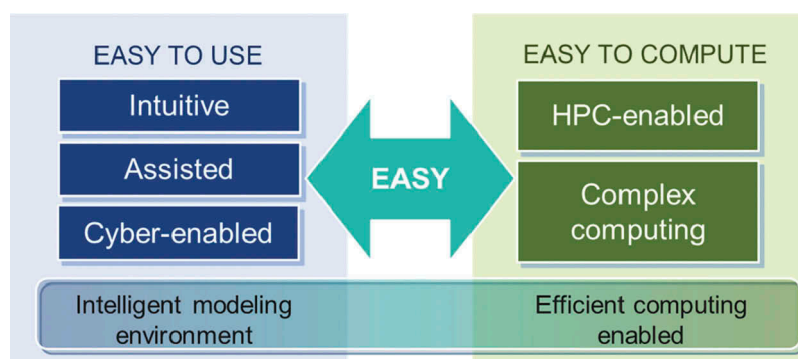 EASY TO USE
Intuitive
Assisted
Cyber-enabled
EASY
EASY TO COMPUTE
HPC-enabled
Complex
computing
Intelligent modeling
environment
Efficient computing
enabled